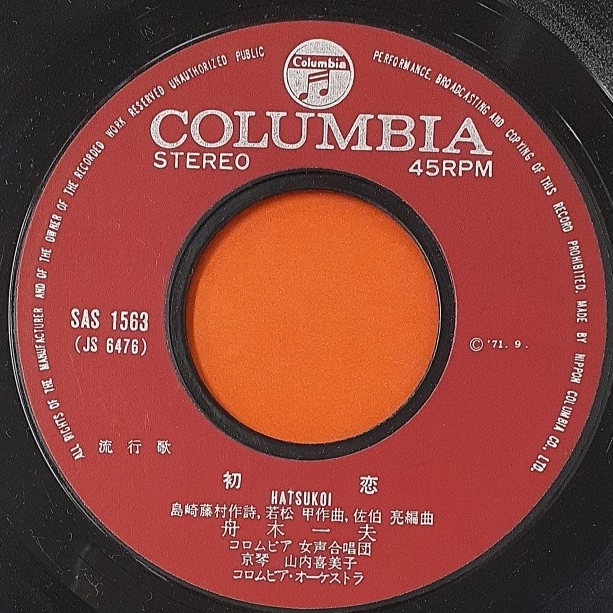 ALL RIGHTS OF THE MANUFACTURER AND OF THE OWNER OF THE RECORDED WORK RESERVED UNAUTHORIZED PUBLIC PERFORMANCE, BROADCASTING AND COPYING OF THIS RECORD PROHIBITED. MADE BY NIPPON COLUMBIA CO., LTD.
Columbia
COLUMBIA
STEREO 45RPM
SAS 1563
(JS 6476)
Ⓒ '71. 9.
流行歌
初恋
HATSUKOI
島崎藤村作詩, 若松 甲作曲, 佐伯 亮編曲
舟木一夫
コロムビア 女声合唱団
京琴 山内喜美子
コロムビア・オーケストラ